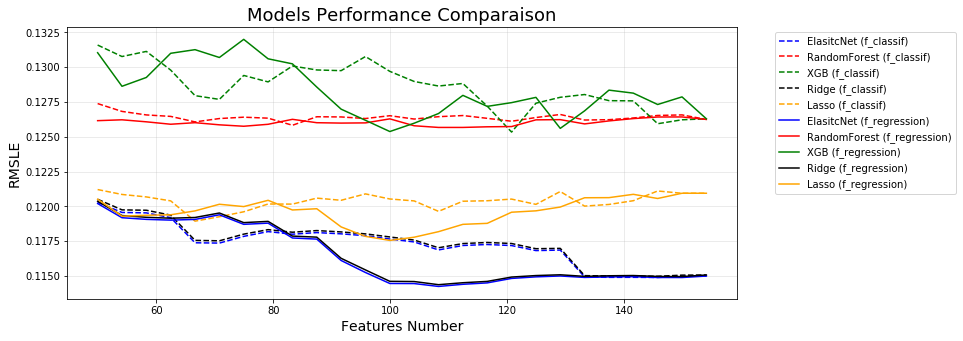 Models Performance Comparaison
RMSLE
0.1325
0.1300
0.1275
0.1250
0.1225
0.1200
0.1175
0.1150
60
80
100
120
140
Features Number
ElasitcNet (f_classif)
RandomForest (f_classif)
XGB (f_classif)
Ridge (f_classif)
Lasso (f_classif)
ElasitcNet (f_regression)
RandomForest (f_regression)
XGB (f_regression)
Ridge (f_regression)
Lasso (f_regression)